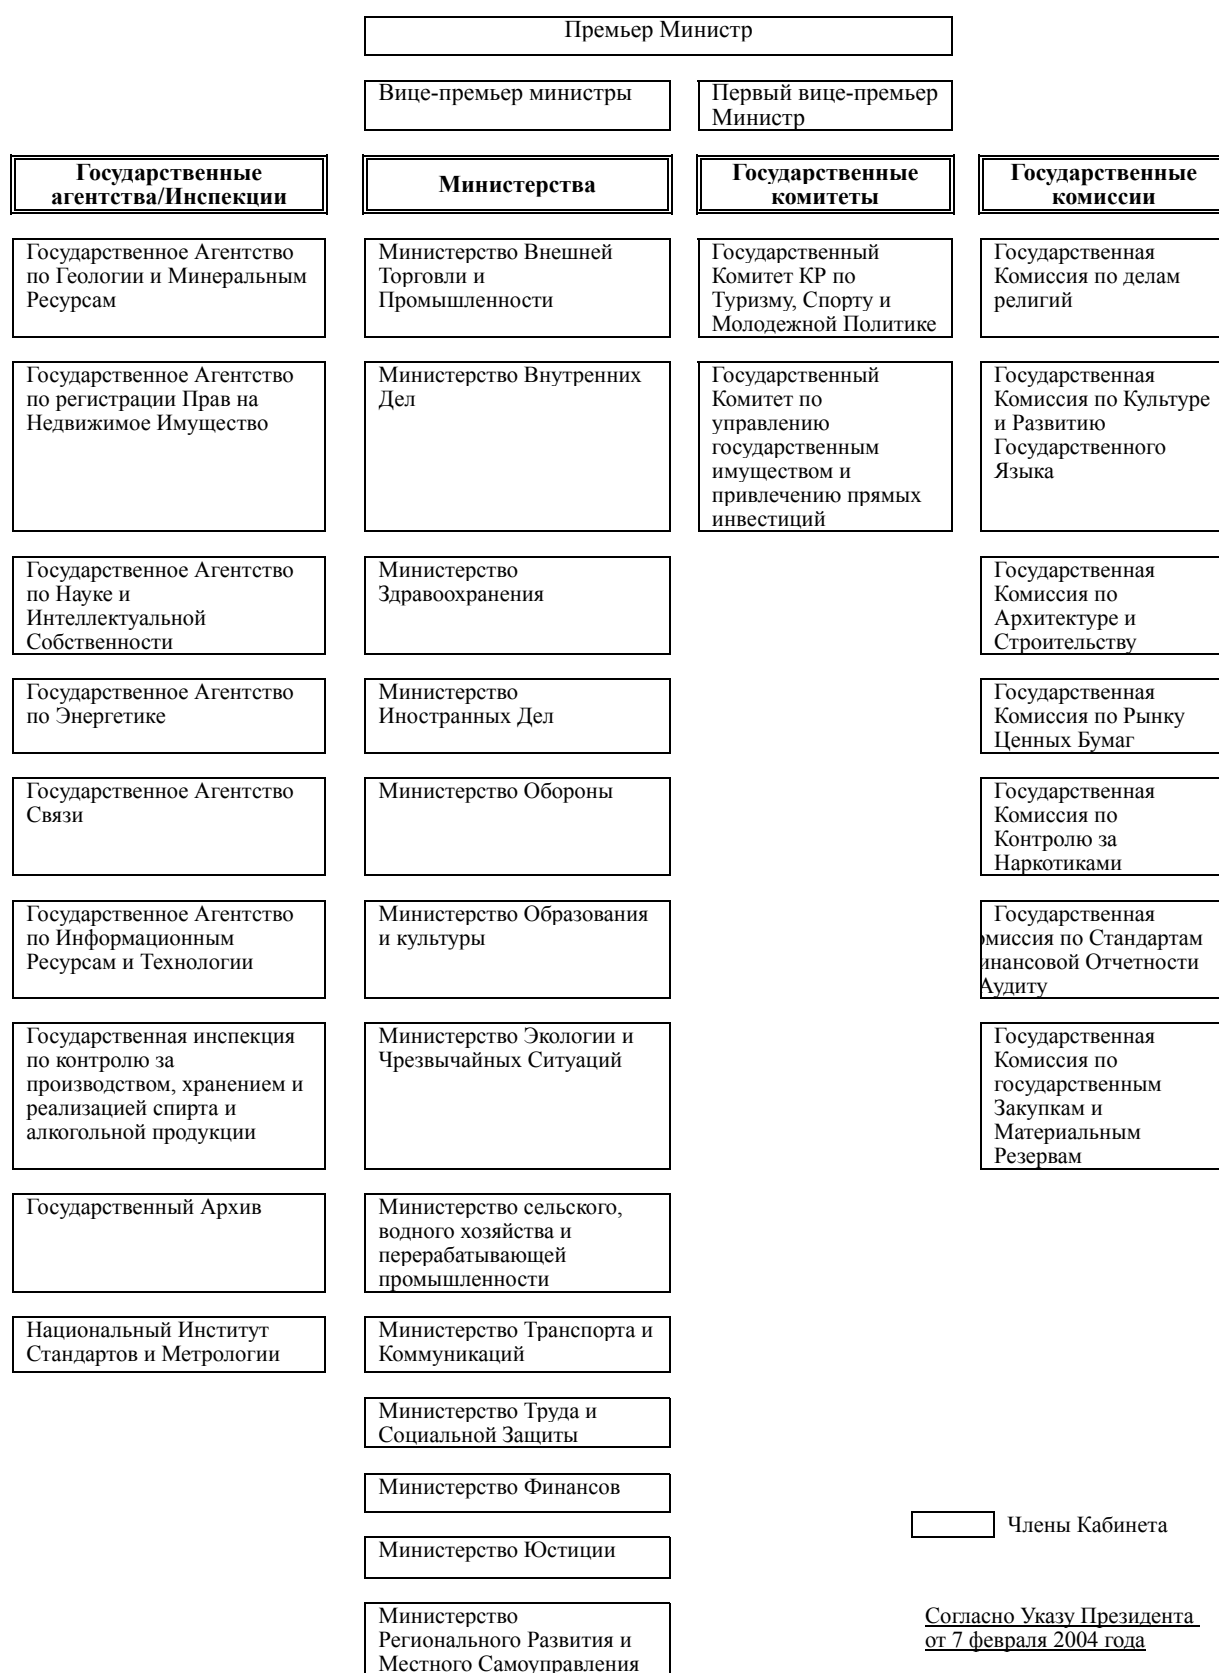 Премьер Министр
Вице-премьер министры
Первый вице-премьер
Министр
Государственные
агентства/Инспекции
Министерства
Государственные
комитеты
Государственные
комиссии
Государственное Агентство
по Геологии и Минеральным
Ресурсам
Министерство Внешней
Торговли и
Промышленности
Государственный
Комитет КР по
Туризму, Спорту и
Молодежной Политике
Государственная
Комиссия по делам
религий
Государственное Агентство
по регистрации Прав на
Недвижимое Имущество
Министерство Внутренних
Дел
Государственный
Комитет по
управлению
государственным
имуществом и
привлечению прямых
инвестиций
Государственная
Комиссия по Культуре
и Развитию
Государственного
Языка
Государственное Агентство
по Науке и
Интеллектуальной
Собственности
Министерство
Здравоохранения
Государственная
Комиссия по
Архитектуре и
Строительству
Государственное Агентство
по Энергетике
Министерство
Иностранных Дел
Государственная
Комиссия по Рынку
Ценных Бумаг
Государственное Агентство
Связи
Министерство Обороны
Государственная
Комиссия по
Контролю за
Наркотиками
Государственное Агентство
по Информационным
Ресурсам и Технологии
Министерство Образования
и культуры
Государственная
омиссия по Стандартам
инансовой Отчетности
Аудиту
Государственная инспекция
по контролю за
производством, хранением и
реализацией спирта и
алкогольной продукции
Министерство Экологии и
Чрезвычайных Ситуаций
Государственная
Комиссия по
государственным
Закупкам и
Материальным
Резервам
Государственный Архив
Министерство сельского,
водного хозяйства и
перерабатывающей
промышленности
Национальный Институт
Стандартов и Метрологии
Министерство Транспорта и
Коммуникаций
Министерство Труда и
Социальной Защиты
Министерство Финансов
Члены Кабинета
Министерство Юстиции
Министерство
Регионального Развития и
Местного Самоуправления
Согласно Указу Президента
от 7 февраля 2004 года